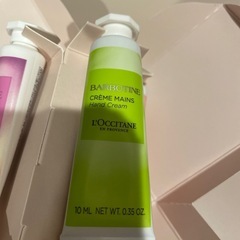 BARBOTINE
CRÈME MAINS
Hand Cream
L'OCCITANE
EN PROVENCE
10 ML NET WT. 0.35 OZ.